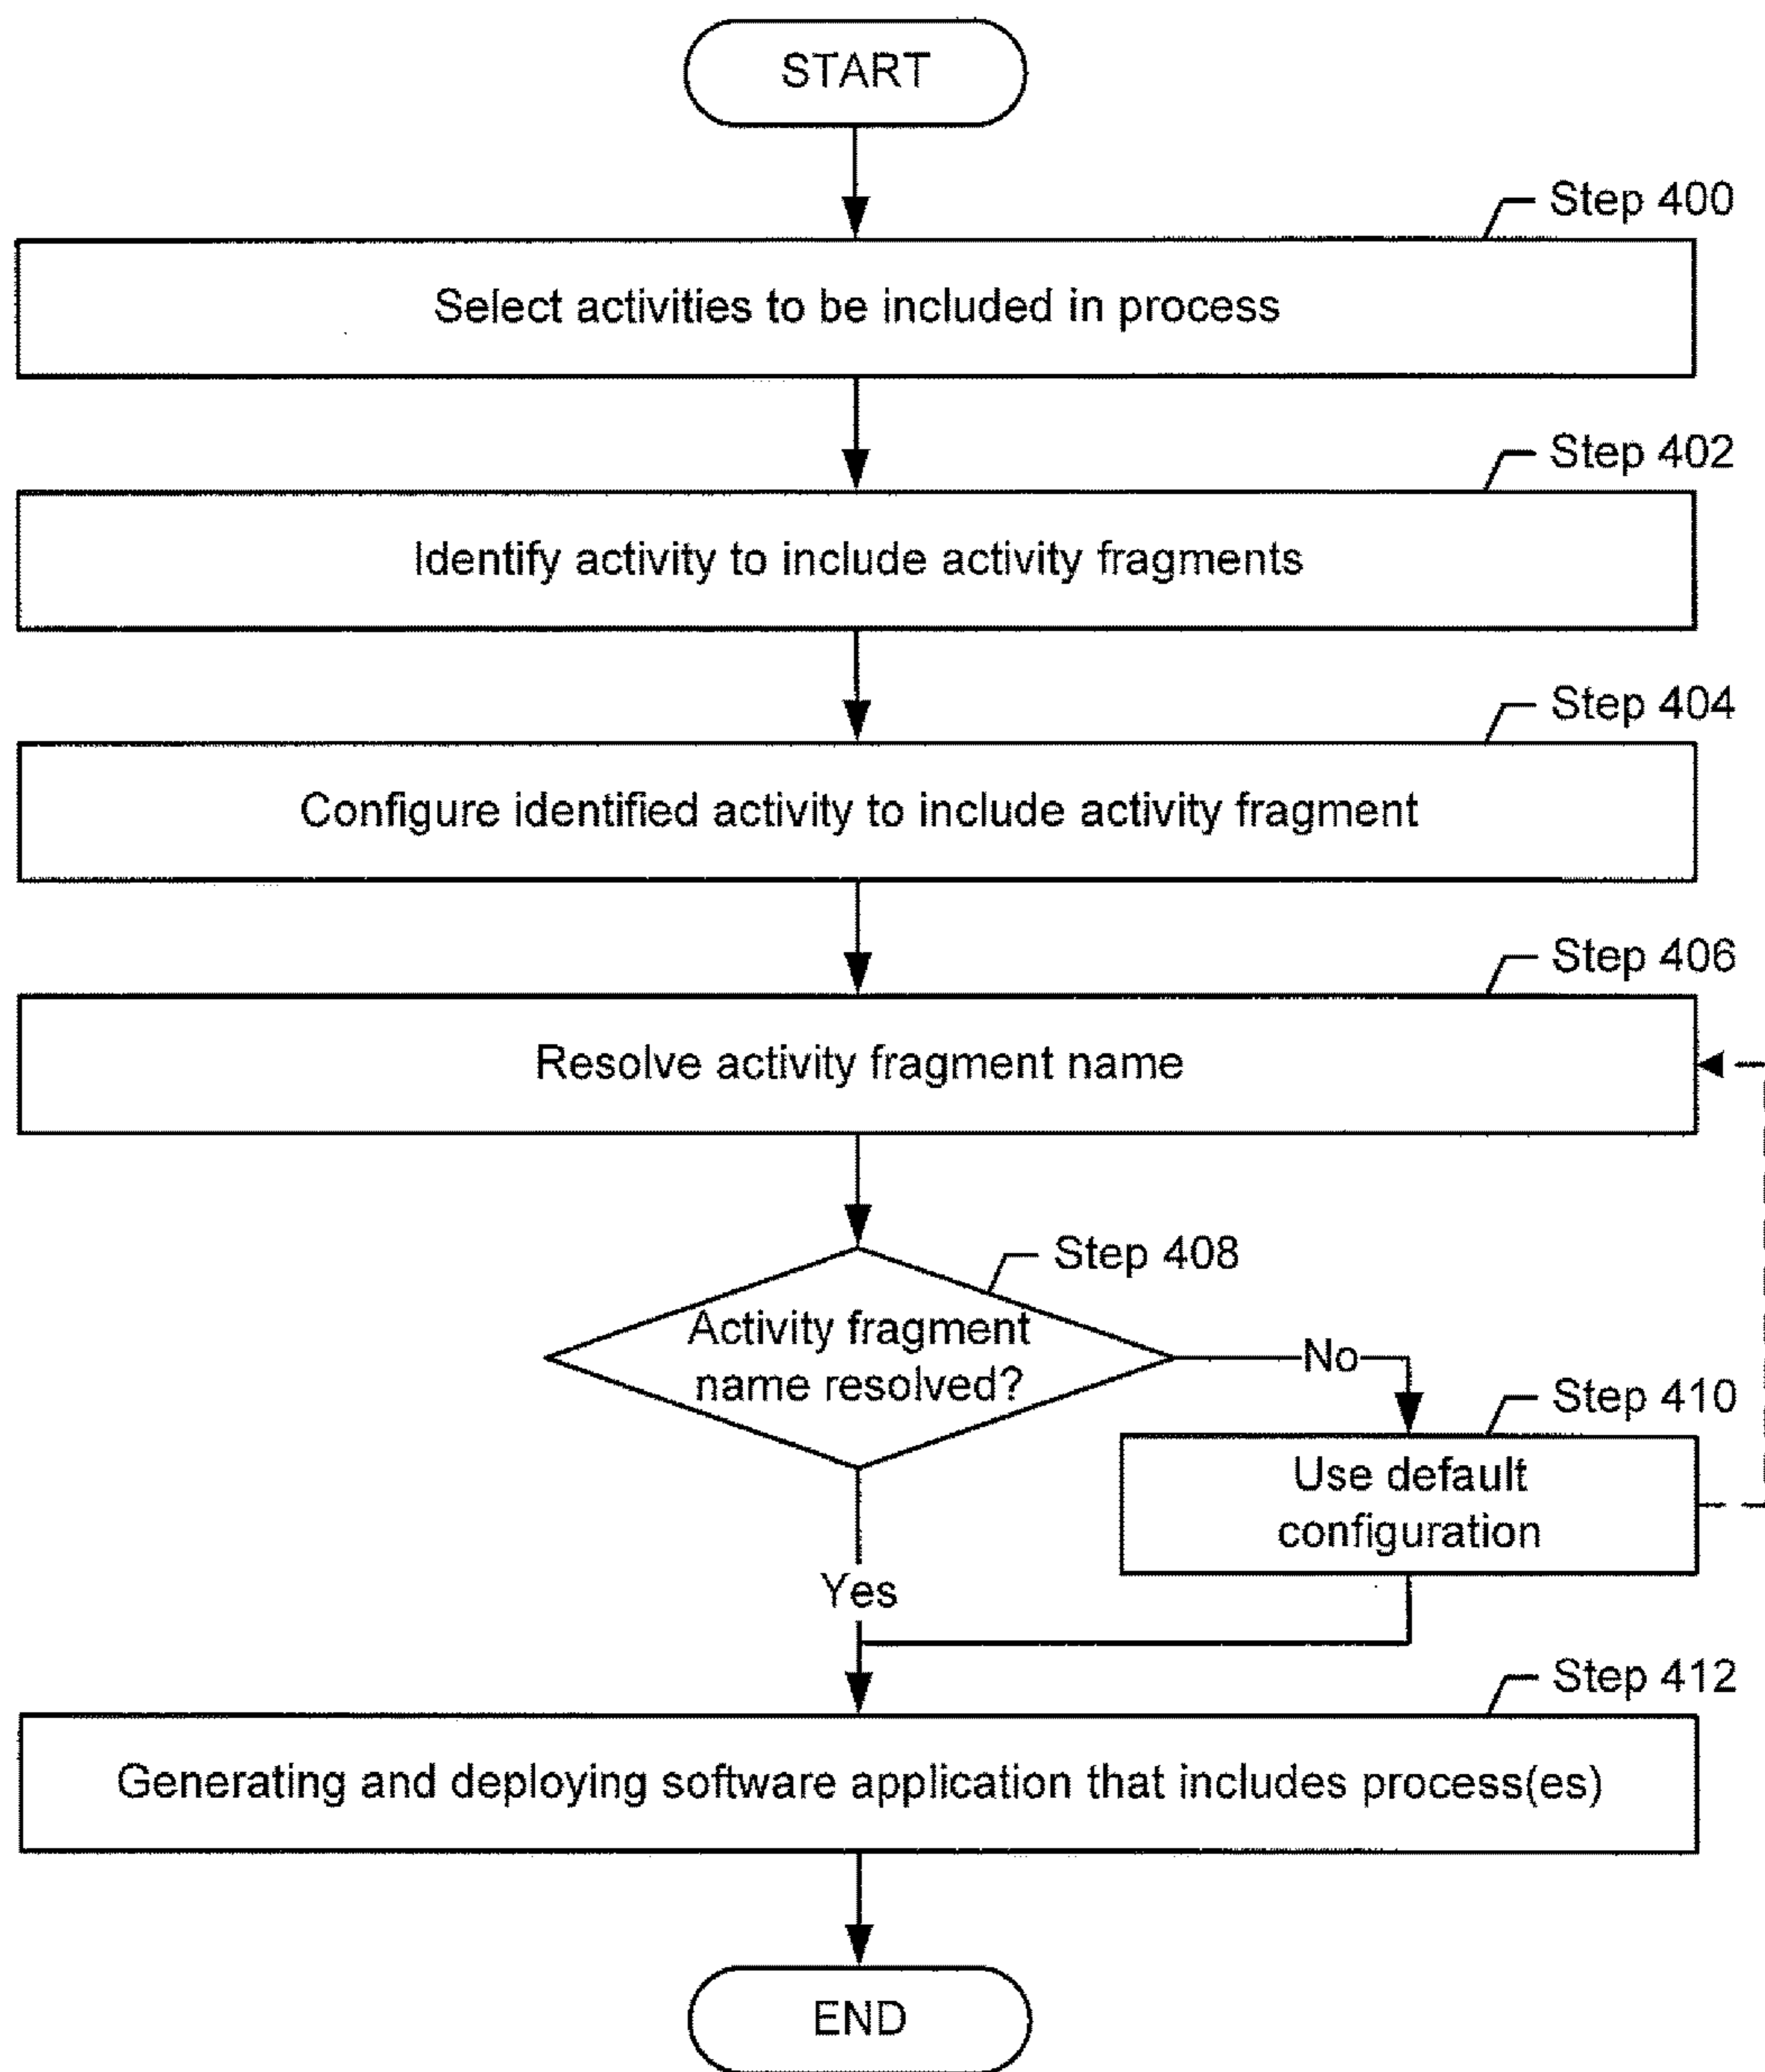 START
Step 400
Select activities to be included in process
Step 402
Identify activity to include activity fragments
Step 404
Configure identified activity to include activity fragment
Step 406
Resolve activity fragment name
Step 408
Activity fragment
name resolved?
No
Step 410
Use default
configuration
Yes
Step 412
Generating and deploying software application that includes process(es)
END